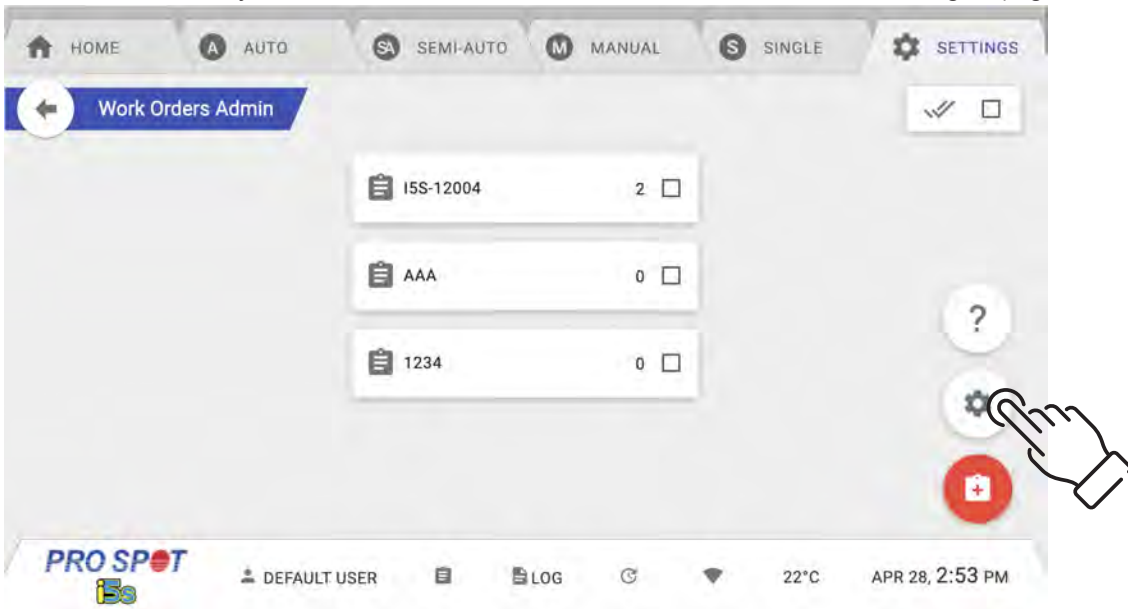 HOME A AUTO SA SEMI-AUTO M MANUAL S SINGLE SETTINGS
Work Orders Admin
I5S-12004 2
AAA 0
1234 0
?
PRO SPOT
i5s
DEFAULT USER LOG 22°C APR 28, 2:53 PM